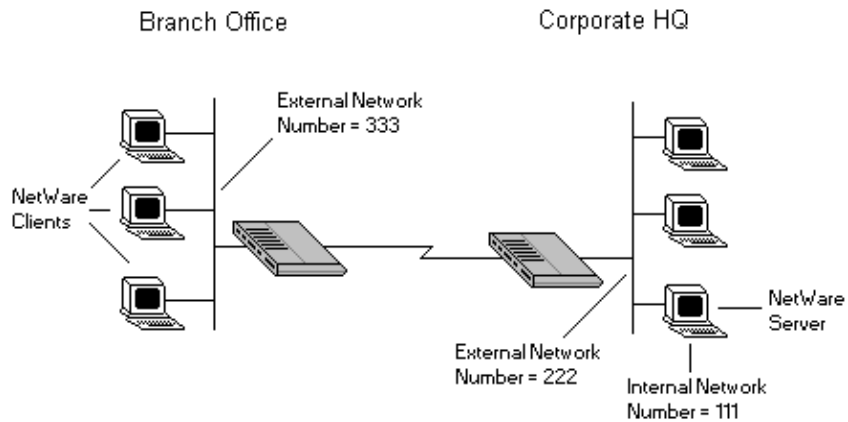 Branch Office
Corporate HQ
External Network
Number = 333
NetWare
Clients
NetWare
Server
External Network
Number = 222
Internal Network
Number = 111